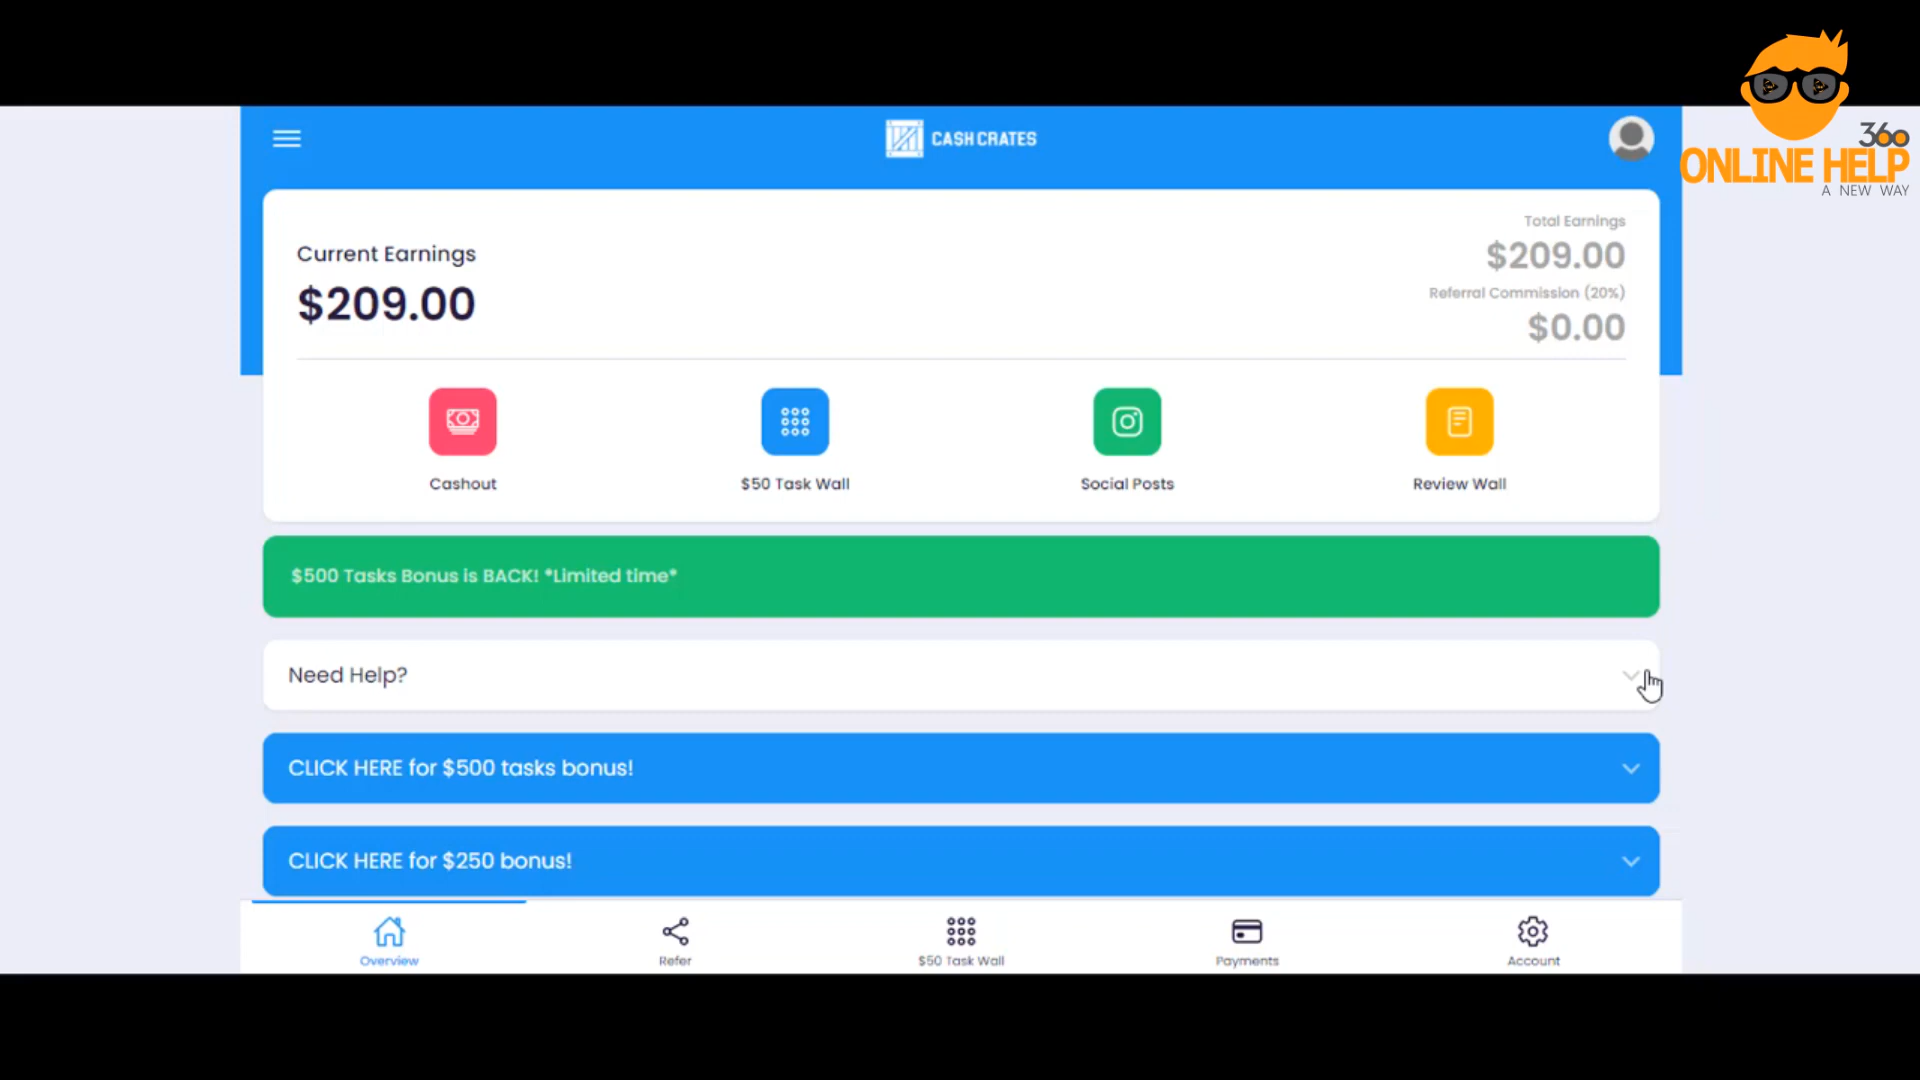 360
ONLINE HELP
A NEW WAY
CASH CRATES
Current Earnings
$209.00
Total Earnings
$209.00
Referral Commission (20%)
$0.00
Cashout
$50 Task Wall
Social Posts
Review Wall
$500 Tasks Bonus is BACK! *Limited time*
Need Help?
CLICK HERE for $500 tasks bonus!
CLICK HERE for $250 bonus!
Overview
Refer
$50 Task Wall
Payments
Account